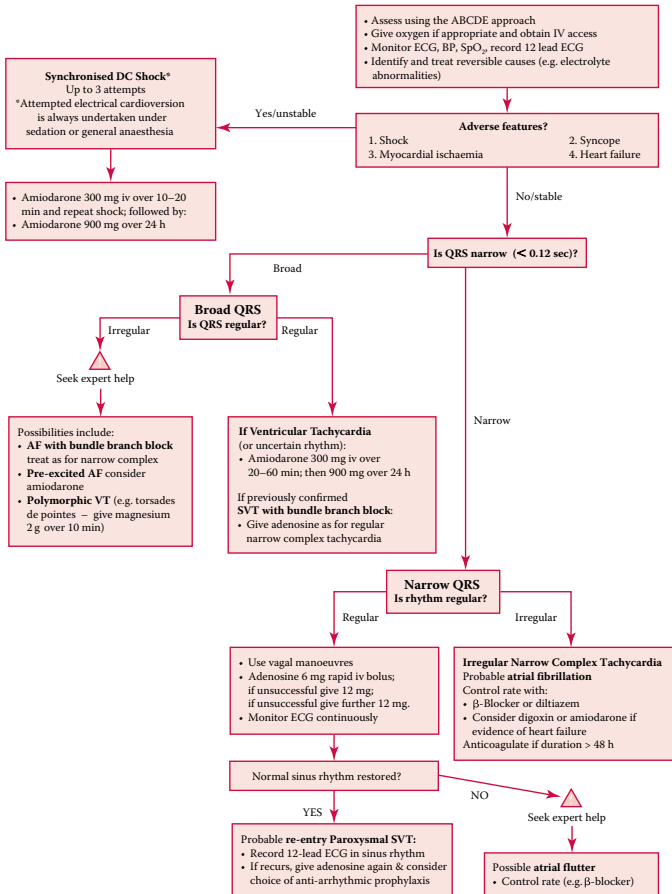 • Assess using the ABCDE approach
• Give oxygen if appropriate and obtain IV access
• Monitor ECG, BP, SpO₂, record 12 lead ECG
• Identify and treat reversible causes (e.g. electrolyte
abnormalities)
Synchronised DC Shock*
Up to 3 attempts
*Attempted electrical cardioversion
is always undertaken under
sedation or general anaesthesia
Yes/unstable
Adverse features?
1. Shock 2. Syncope
3. Myocardial ischaemia 4. Heart failure
• Amiodarone 300 mg iv over 10–20
min and repeat shock; followed by:
• Amiodarone 900 mg over 24 h
No/stable
Is QRS narrow (< 0.12 sec)?
Broad
Broad QRS
Is QRS regular?
Irregular
Regular
Seek expert help
Narrow
Possibilities include:
• AF with bundle branch block
treat as for narrow complex
• Pre-excited AF consider
amiodarone
• Polymorphic VT (e.g. torsades
de pointes – give magnesium
2 g over 10 min)
If Ventricular Tachycardia
(or uncertain rhythm):
• Amiodarone 300 mg iv over
20–60 min; then 900 mg over 24 h
If previously confirmed
SVT with bundle branch block:
• Give adenosine as for regular
narrow complex tachycardia
Narrow QRS
Is rhythm regular?
Regular
Irregular
• Use vagal manoeuvres
• Adenosine 6 mg rapid iv bolus;
if unsuccessful give 12 mg;
if unsuccessful give further 12 mg.
• Monitor ECG continuously
Irregular Narrow Complex Tachycardia
Probable atrial fibrillation
Control rate with:
• β-Blocker or diltiazem
• Consider digoxin or amiodarone if
evidence of heart failure
Anticoagulate if duration > 48 h
Normal sinus rhythm restored?
NO
YES
Seek expert help
Probable re-entry Paroxysmal SVT:
• Record 12-lead ECG in sinus rhythm
• If recurs, give adenosine again & consider
choice of anti-arrhythmic prophylaxis
Possible atrial flutter
• Control rate (e.g. β-blocker)